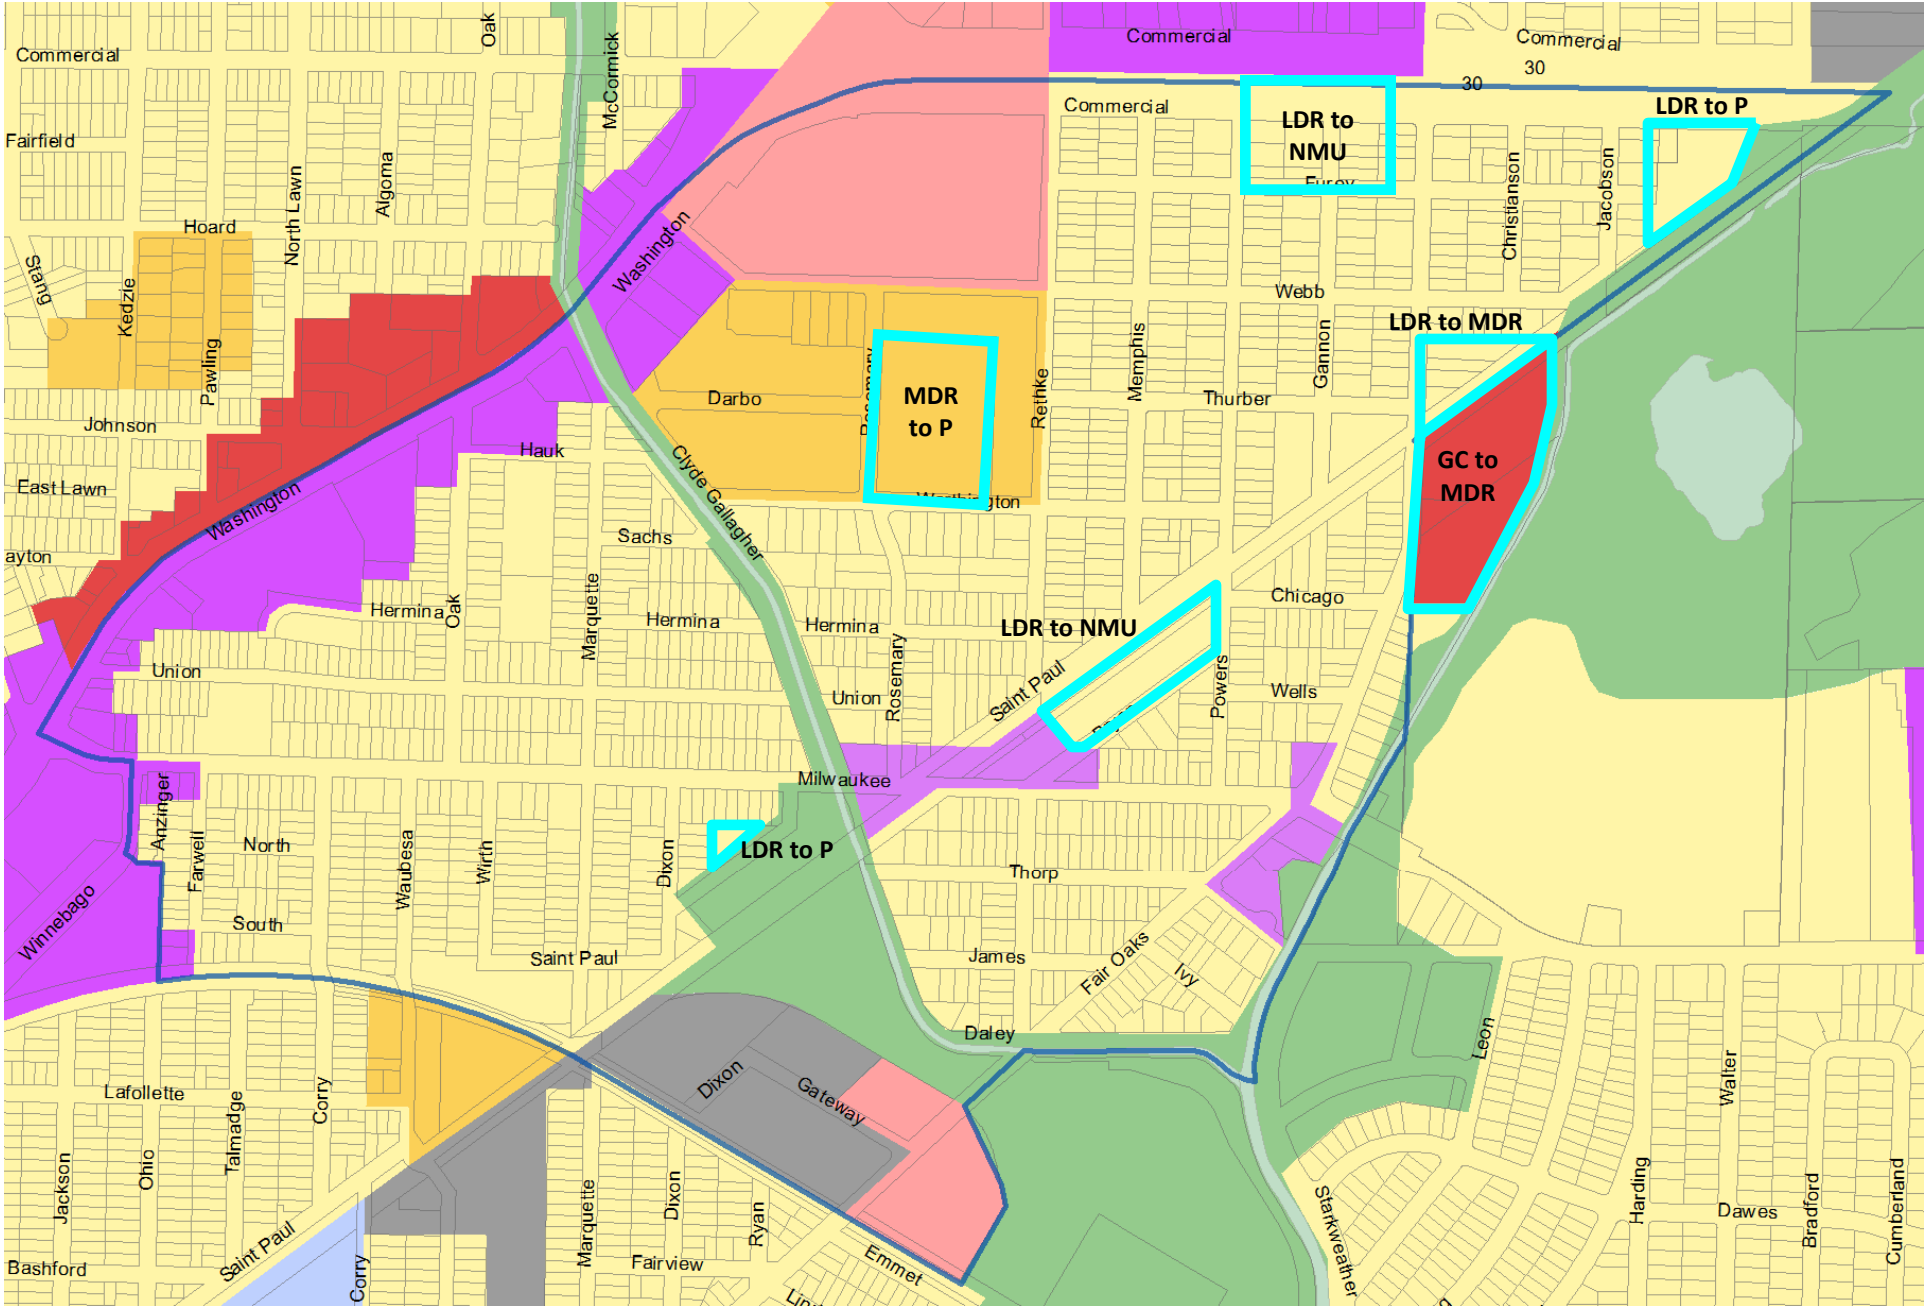 Oak
Commercial
McCormick
Commercial
Commercial
30
30
Commercial
LDR to P
LDR to
NMU
Furey
Fairfield
Algoma
North Lawn
Hoard
Christianson
Jacobson
Washington
Stang
Kedzie
Webb
LDR to MDR
Pawling
Memphis
Gannon
Rethke
Rosemary
Darbo
MDR
to P
Thurber
Johnson
Hauk
GC to
MDR
East Lawn
Washington
Clyde Gallagher
Worthington
Sachs
ayton
Marquette
Hermina
Oak
Hermina
Hermina
Chicago
LDR to NMU
Union
Union
Rosemary
Saint Paul
Powers
Wells
Milwaukee
Anzinger
Farwell
North
Waubesa
Wirth
Dixon
LDR to P
Thorp
Winnebago
South
Saint Paul
James
Fair Oaks
Ivy
Daley
Leon
Lafollette
Talmadge
Corry
Dixon
Gateway
Walter
Jackson
Ohio
Marquette
Dixon
Ryan
Starkweather
Harding
Dawes
Bradford
Cumberland
Bashford
Saint Paul
Corry
Fairview
Emmet